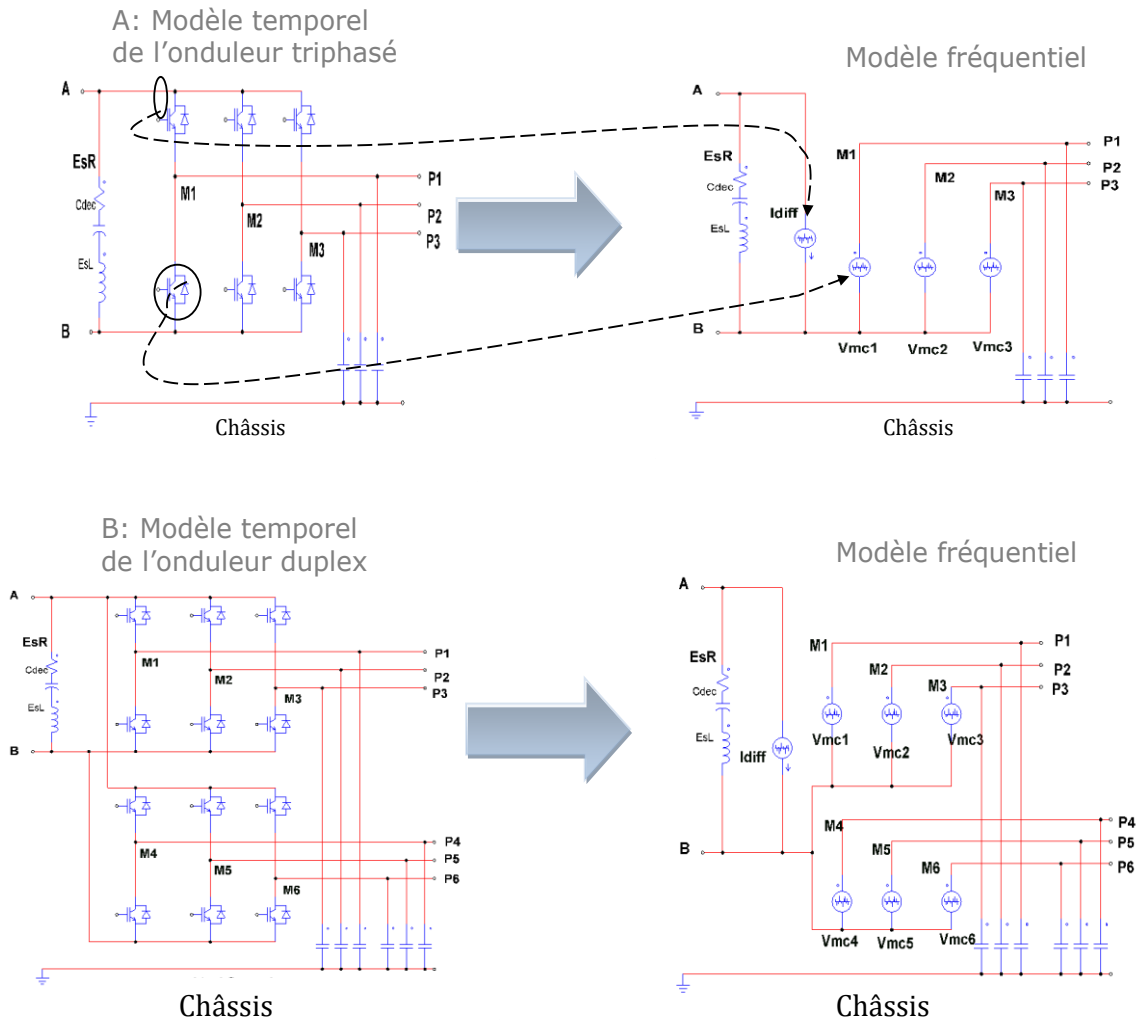 A: Modèle temporel
de l'onduleur triphasé
Modèle fréquentiel
A
EsR
Cdec
EsL
B
M1
M2
M3
P1
P2
P3
Châssis
A
EsR
Cdec
EsL
Idiff
B
M1
M2
M3
P1
P2
P3
Vmc1
Vmc2
Vmc3
Châssis
B: Modèle temporel
de l'onduleur duplex
Modèle fréquentiel
A
EsR
Cdec
EsL
B
M1
M2
M3
P1
P2
P3
M4
M5
M6
P4
P5
P6
Châssis
A
EsR
Cdec
EsL
Idiff
B
M1
M2
M3
P1
P2
P3
Vmc1
Vmc2
Vmc3
M4
M5
M6
P4
P5
P6
Vmc4
Vmc5
Vmc6
Châssis